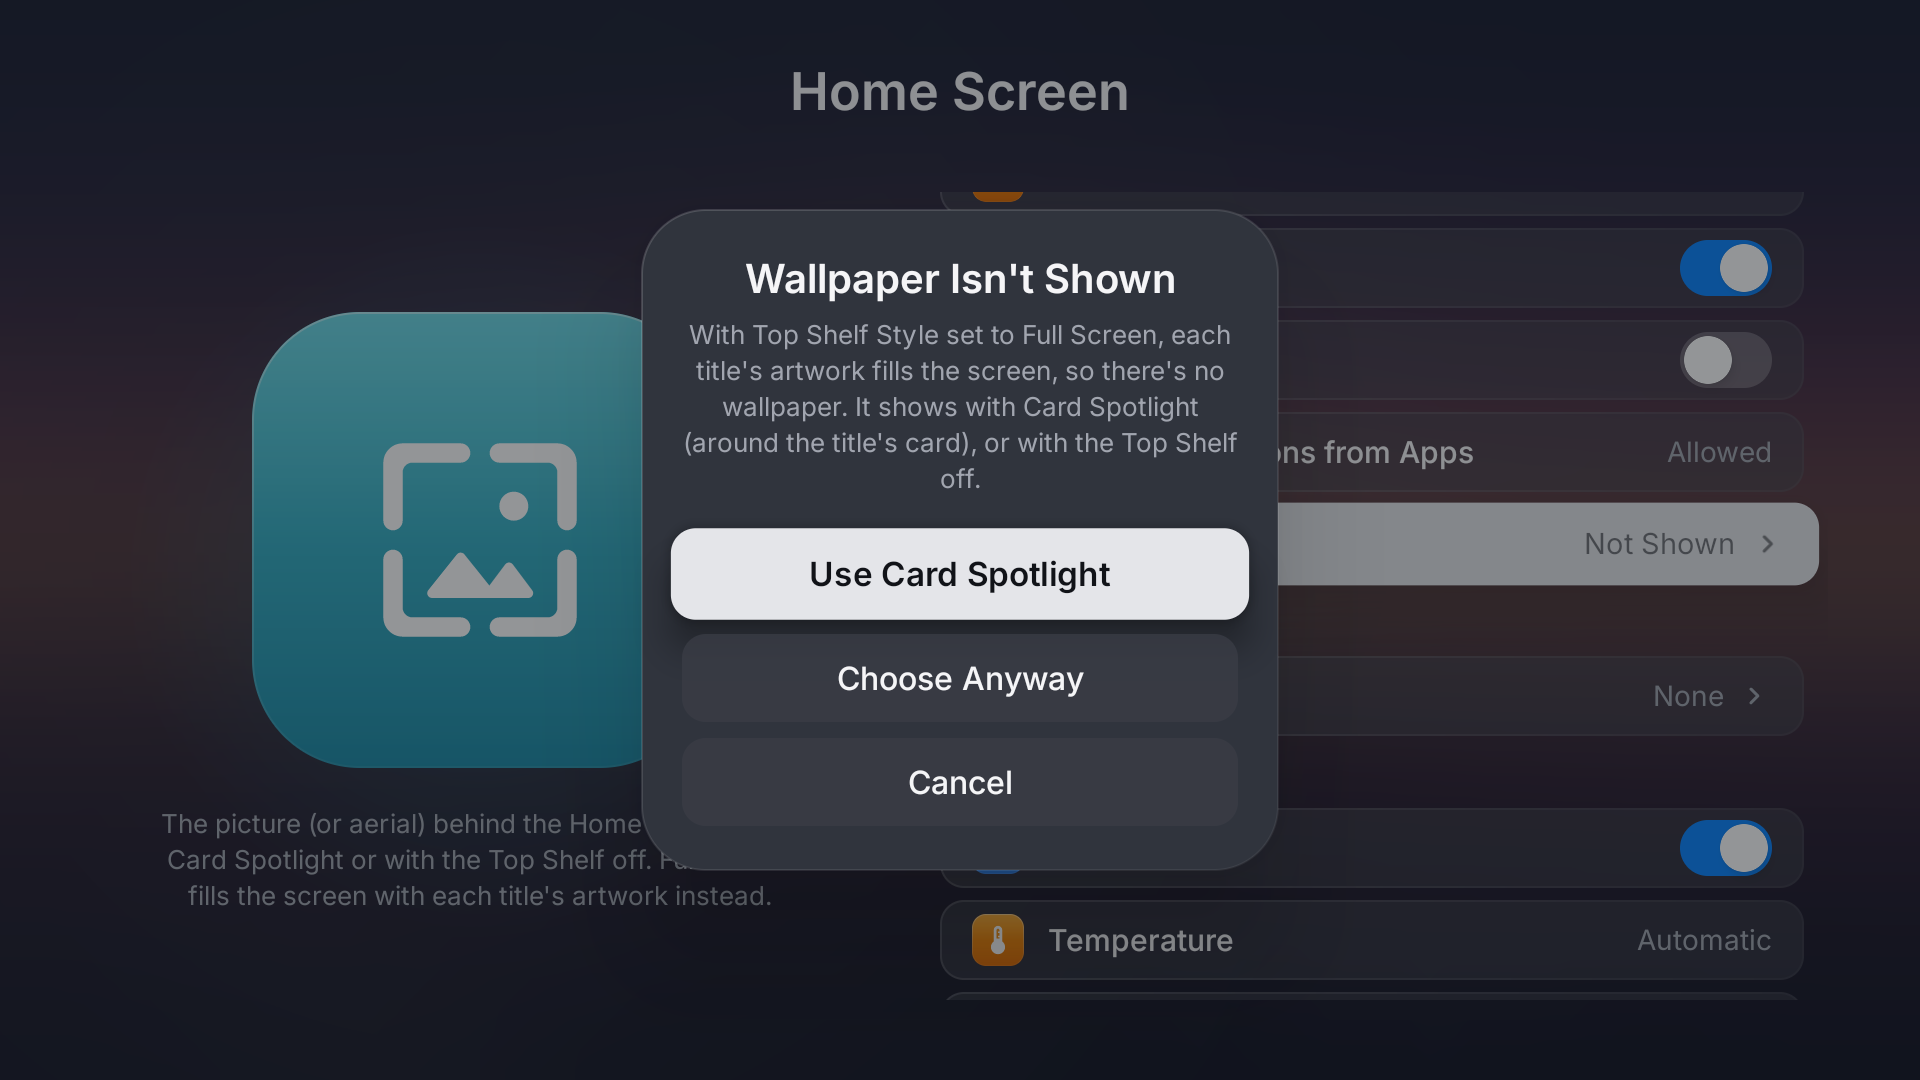 Home Screen
Wallpaper Isn't Shown
With Top Shelf Style set to Full Screen, each
title's artwork fills the screen, so there's no
wallpaper. It shows with Card Spotlight
(around the title's card), or with the Top Shelf
off.
Use Card Spotlight
Choose Anyway
Cancel
The picture (or aerial) behind the Home
Card Spotlight or with the Top Shelf off.
fills the screen with each title's artwork instead.
from Apps
Allowed
Not Shown
None
Temperature
Automatic